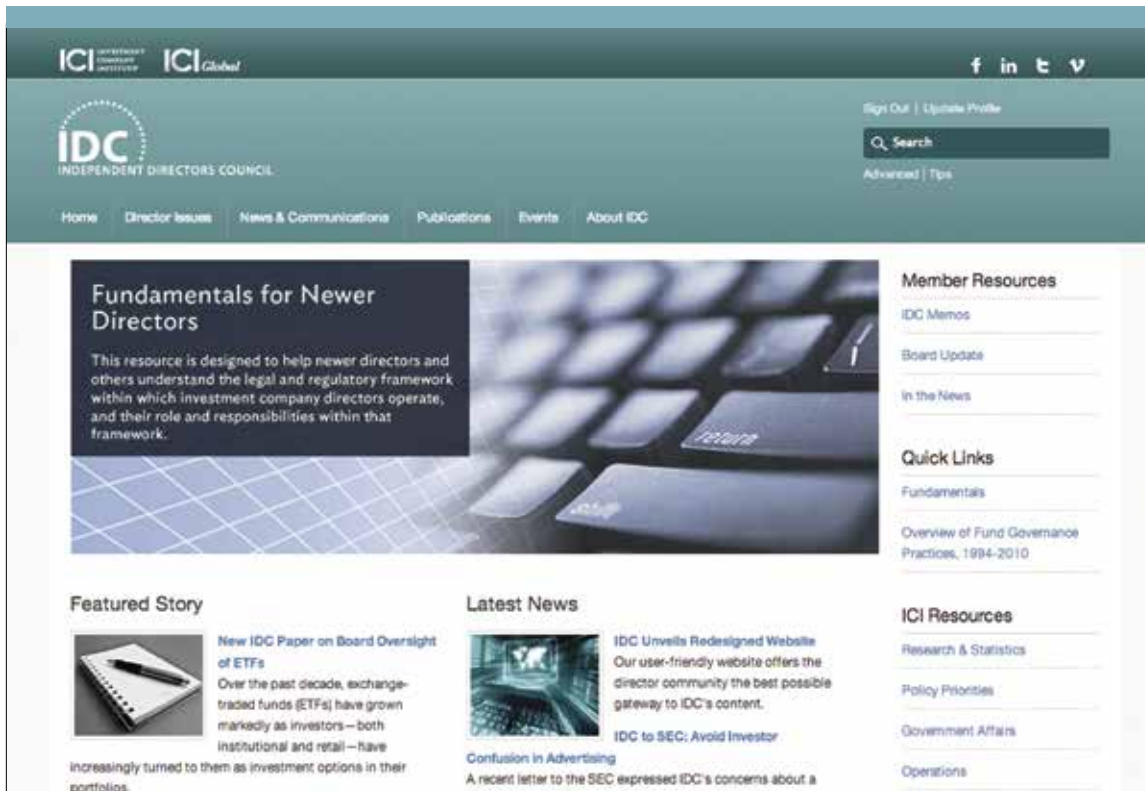 ICI INVESTMENT
COMPANY
INSTITUTE
ICI Global
f in t v
IDC
INDEPENDENT DIRECTORS COUNCIL
Sign Out | Update Profile
Search
Advanced | Tips
Home Director Issues News & Communications Publications Events About IDC
Fundamentals for Newer
Directors
This resource is designed to help newer directors and
others understand the legal and regulatory framework
within which investment company directors operate,
and their role and responsibilities within that
framework.
return
shift
Member Resources
IDC Memos
Board Update
In the News
Quick Links
Fundamentals
Overview of Fund Governance
Practices, 1994-2010
ICI Resources
Research & Statistics
Policy Priorities
Government Affairs
Operations
Featured Story
New IDC Paper on Board Oversight
of ETFs
Over the past decade, exchange-
traded funds (ETFs) have grown
markedly as investors—both
institutional and retail—have
increasingly turned to them as investment options in their
portfolios.
Latest News
IDC Unveils Redesigned Website
Our user-friendly website offers the
director community the best possible
gateway to IDC's content.
IDC to SEC: Avoid Investor
Confusion in Advertising
A recent letter to the SEC expressed IDC's concerns about a